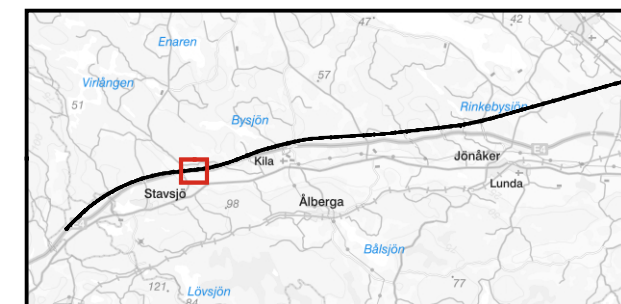 47
42
Enaren
57
Virlången
51
Rinkebysjön
Bysjön
E4
Kila
Jönåker
Stavsjö
Lunda
98
Ålberga
Bålsjön
77
121
Lövsjön
84